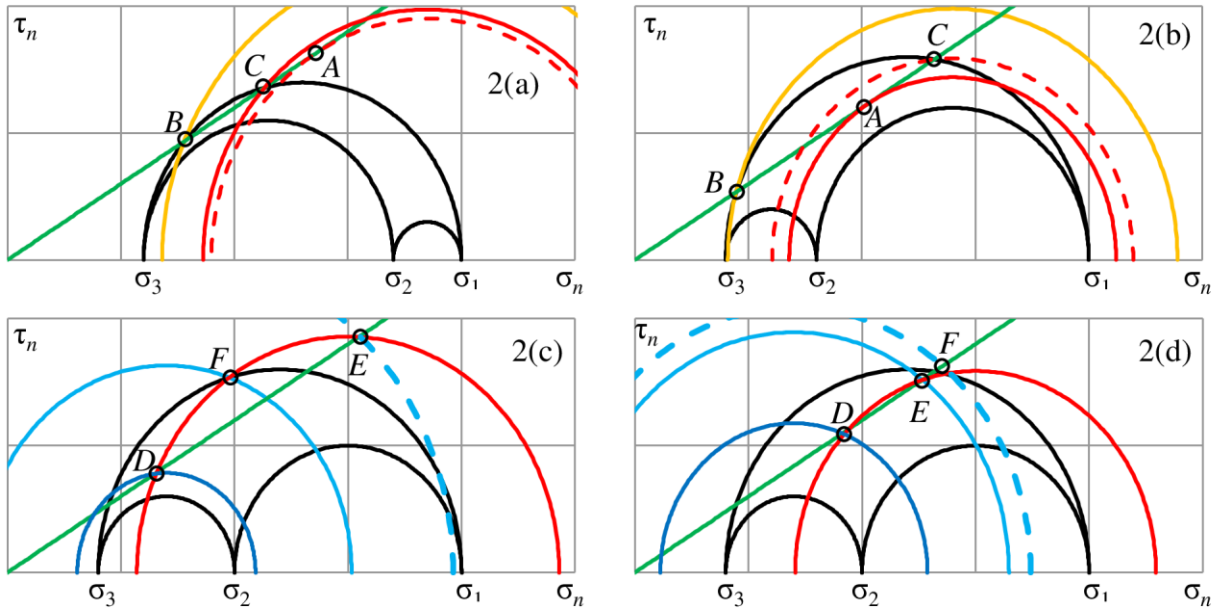 τn A 2(a)
C
B
σ3 σ2 σ1 σn
τn C 2(b)
A
B
σ3 σ2 σ1 σn
τn F E 2(c)
D
σ3 σ2 σ1 σn
τn F 2(d)
D E
σ3 σ2 σ1 σn